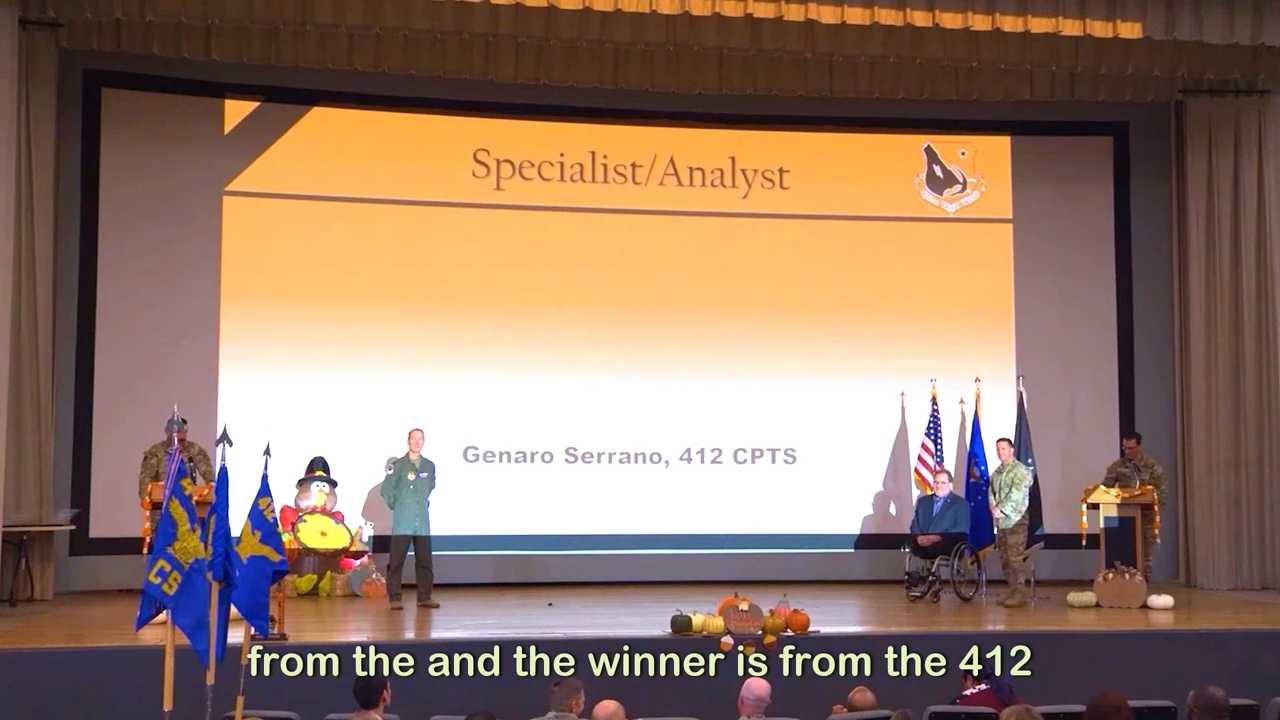 Specialist/Analyst
Genaro Serrano, 412 CPTS
CS
from the and the winner is from the 412